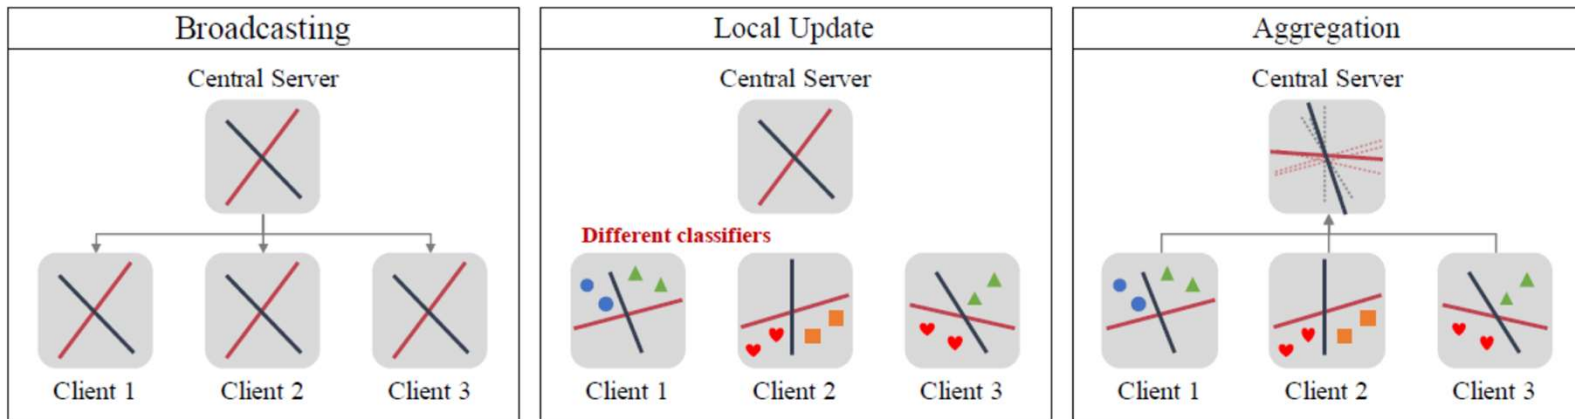 Broadcasting
Central Server
Client 1 Client 2 Client 3
Local Update
Central Server
Different classifiers
Client 1 Client 2 Client 3
Aggregation
Central Server
Client 1 Client 2 Client 3